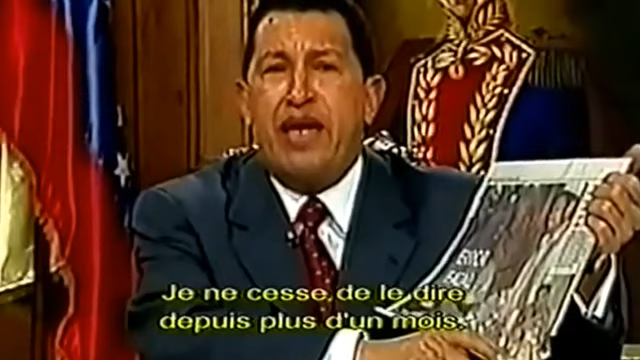 Je ne cesse de le dire
depuis plus d'un mois.